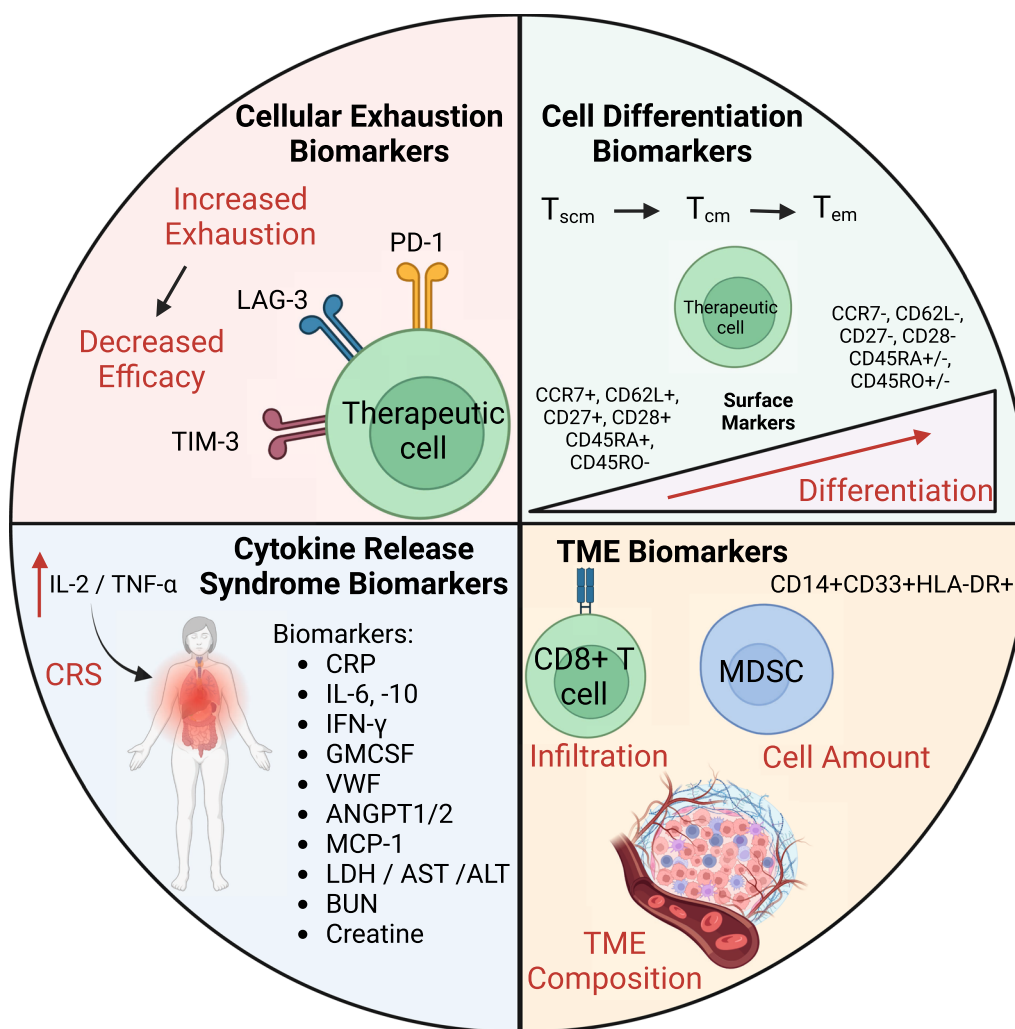 Cellular Exhaustion
Biomarkers
Increased
Exhaustion
Decreased
Efficacy
PD-1
LAG-3
TIM-3
Therapeutic
cell
Cell Differentiation
Biomarkers
Tscm
Tcm
Tem
Therapeutic
cell
CCR7-, CD62L-,
CD27-, CD28-
CD45RA+/-,
CD45RO+/-
CCR7+, CD62L+,
CD27+, CD28+
CD45RA+,
CD45RO-
Surface
Markers
Differentiation
Cytokine Release
Syndrome Biomarkers
IL-2 / TNF-α
CRS
Biomarkers:
• CRP
• IL-6, -10
• IFN-γ
• GMCSF
• VWF
• ANGPT1/2
• MCP-1
• LDH / AST /ALT
• BUN
• Creatine
TME Biomarkers
CD14+CD33+HLA-DR+
CD8+ T
cell
MDSC
Infiltration
Cell Amount
TME
Composition